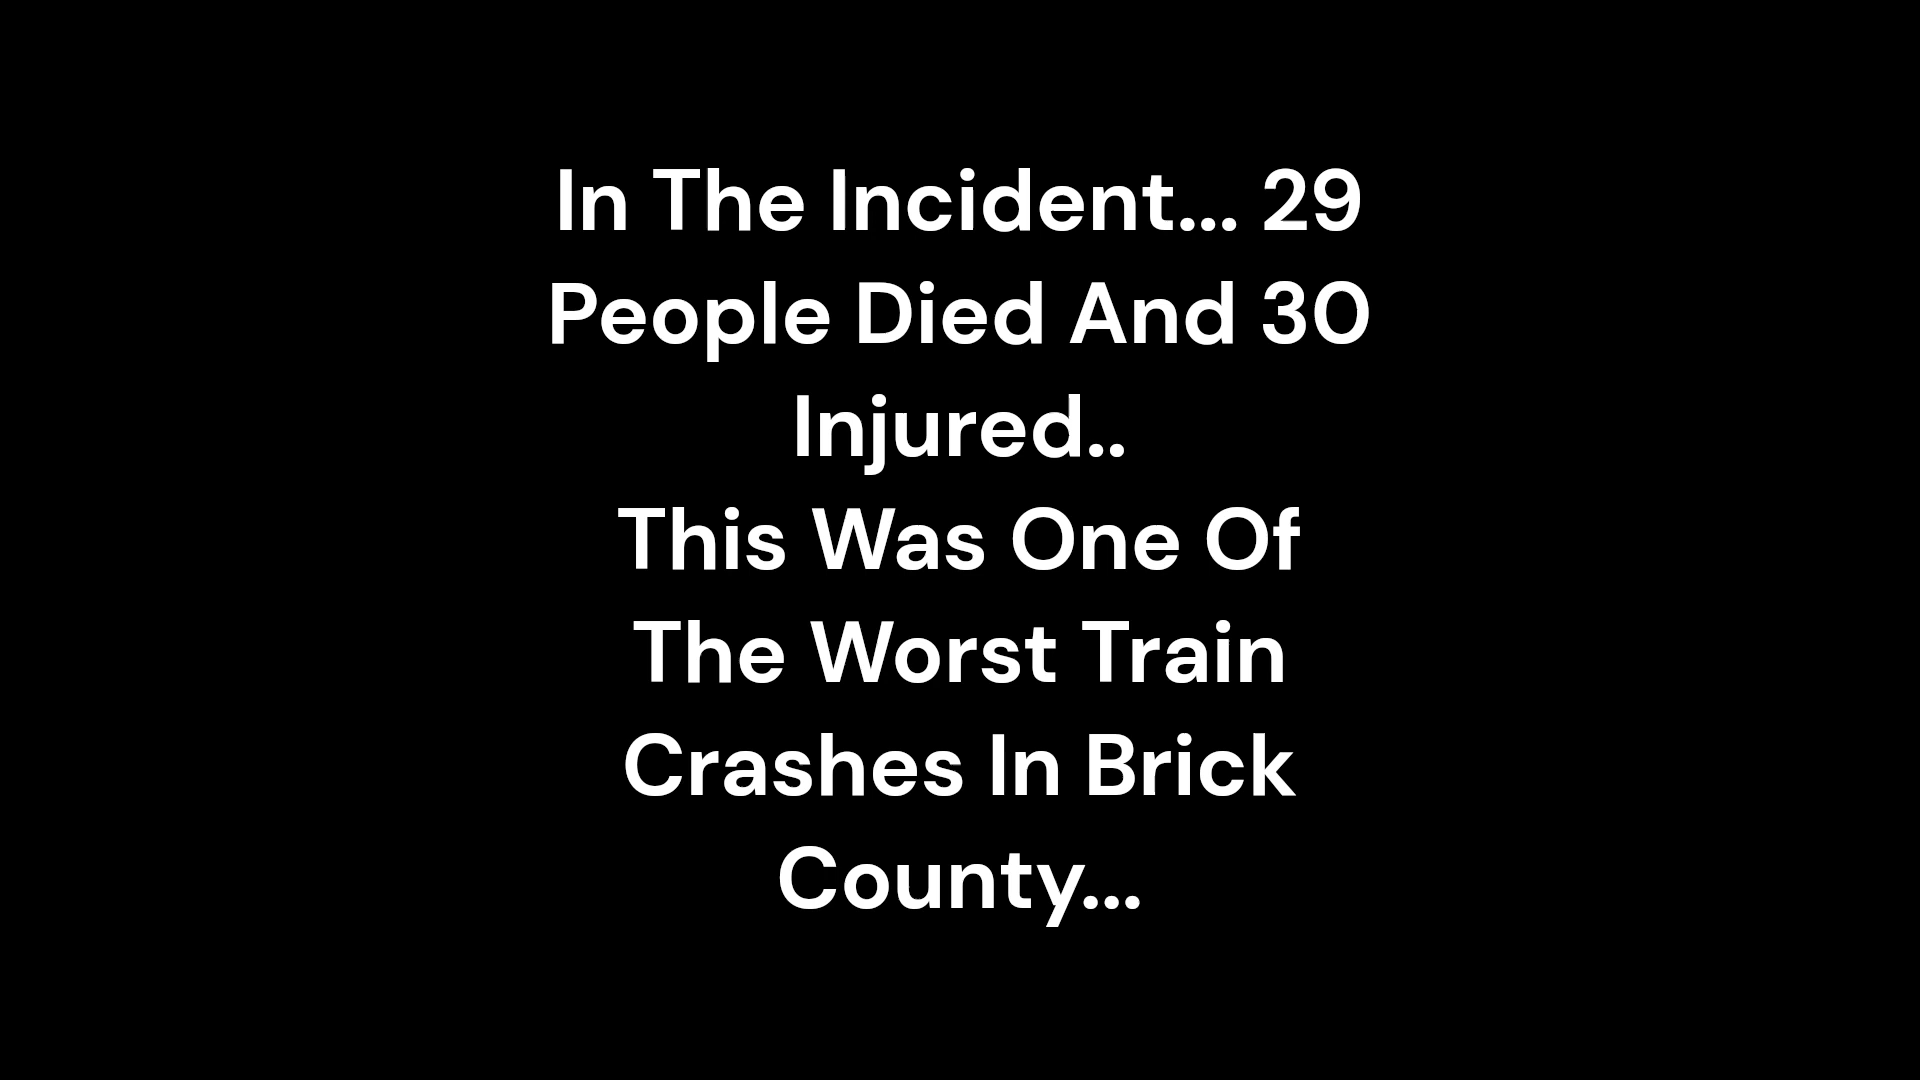 In The Incident... 29
People Died And 30
Injured..
This Was One Of
The Worst Train
Crashes In Brick
County...